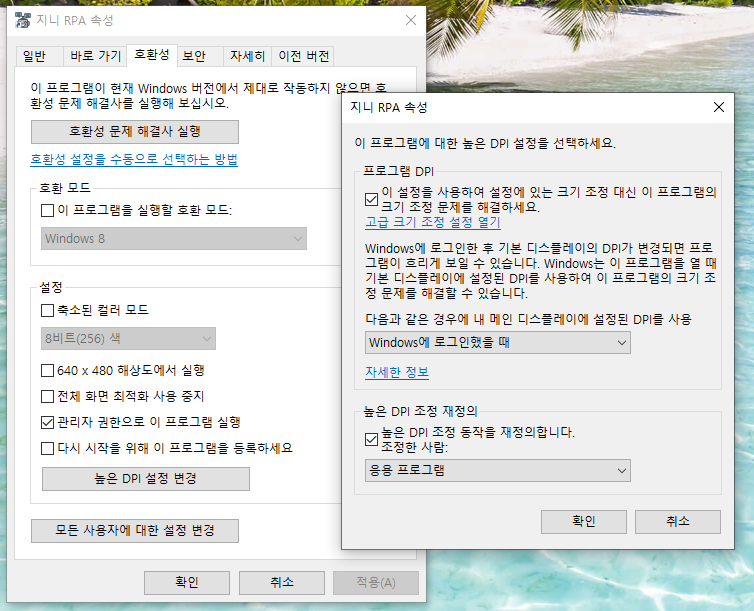 지니 RPA 속성
일반
바로 가기
호환성
보안
자세히
이전 버전
이 프로그램이 현재 Windows 버전에서 제대로 작동하지 않으면 호
환성 문제 해결사를 실행해 보십시오.
호환성 문제 해결사 실행
호환성 설정을 수동으로 선택하는 방법
호환 모드
이 프로그램을 실행할 호환 모드:
Windows 8
설정
축소된 컬러 모드
8비트(256) 색
640 x 480 해상도에서 실행
전체 화면 최적화 사용 중지
관리자 권한으로 이 프로그램 실행
다시 시작을 위해 이 프로그램을 등록하세요
높은 DPI 설정 변경
모든 사용자에 대한 설정 변경
확인
취소
적용(A)
지니 RPA 속성
이 프로그램에 대한 높은 DPI 설정을 선택하세요.
프로그램 DPI
이 설정을 사용하여 설정에 있는 크기 조정 대신 이 프로그램의
크기 조정 문제를 해결하세요.
고급 크기 조정 설정 열기
Windows에 로그인한 후 기본 디스플레이의 DPI가 변경되면 프로
그램이 흐리게 보일 수 있습니다. Windows는 이 프로그램을 열 때
기본 디스플레이에 설정된 DPI를 사용하여 이 프로그램의 크기 조
정 문제를 해결할 수 있습니다.
다음과 같은 경우에 내 메인 디스플레이에 설정된 DPI를 사용
Windows에 로그인했을 때
자세한 정보
높은 DPI 조정 재정의
높은 DPI 조정 동작을 재정의합니다.
조정한 사람:
응용 프로그램
확인
취소